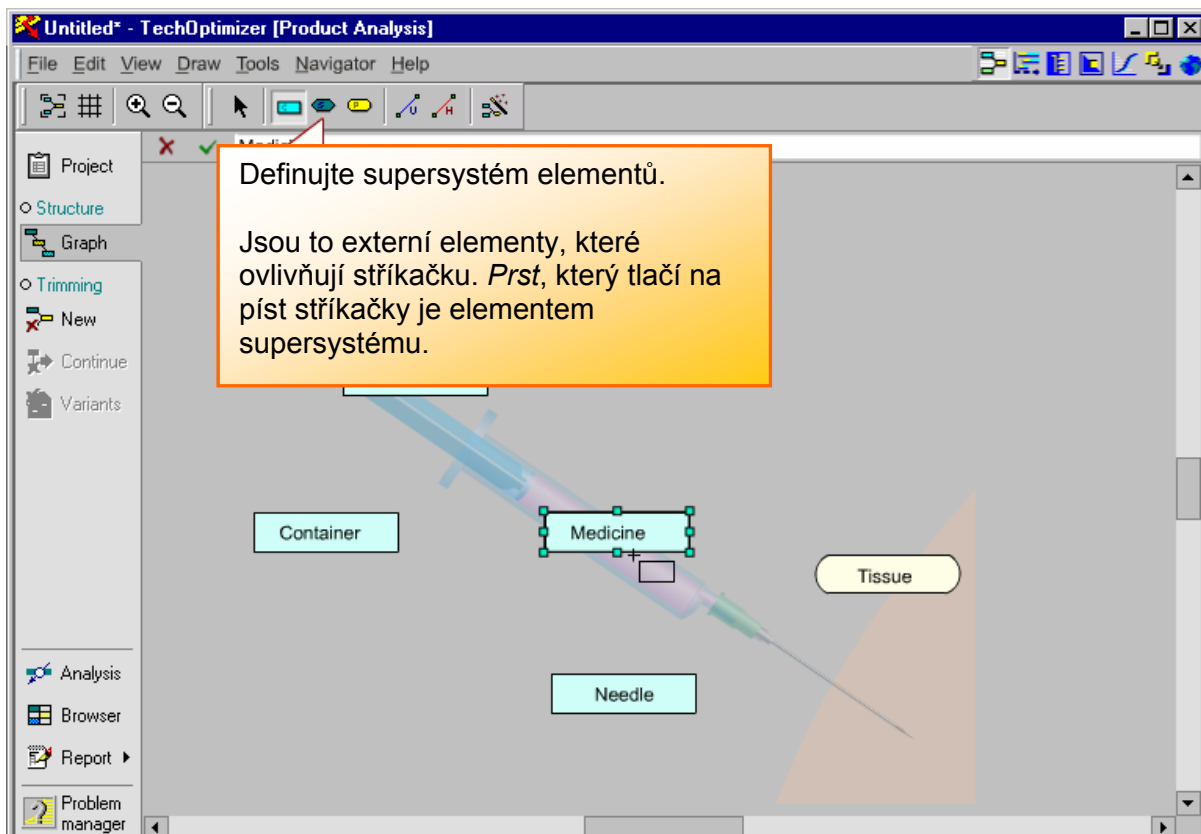 Untitled* - TechOptimizer [Product Analysis]
File Edit View Draw Tools Navigator Help
U H
Project
Structure
Graph
Trimming
New
Continue
Variants
Definujte supersystém elementů.
Jsou to externí elementy, které
ovlivňují stříkačku. Prst, který tlačí na
píst stříkačky je elementem
supersystému.
Container
Medicine
Tissue
Needle
Analysis
Browser
Report
Problem
manager